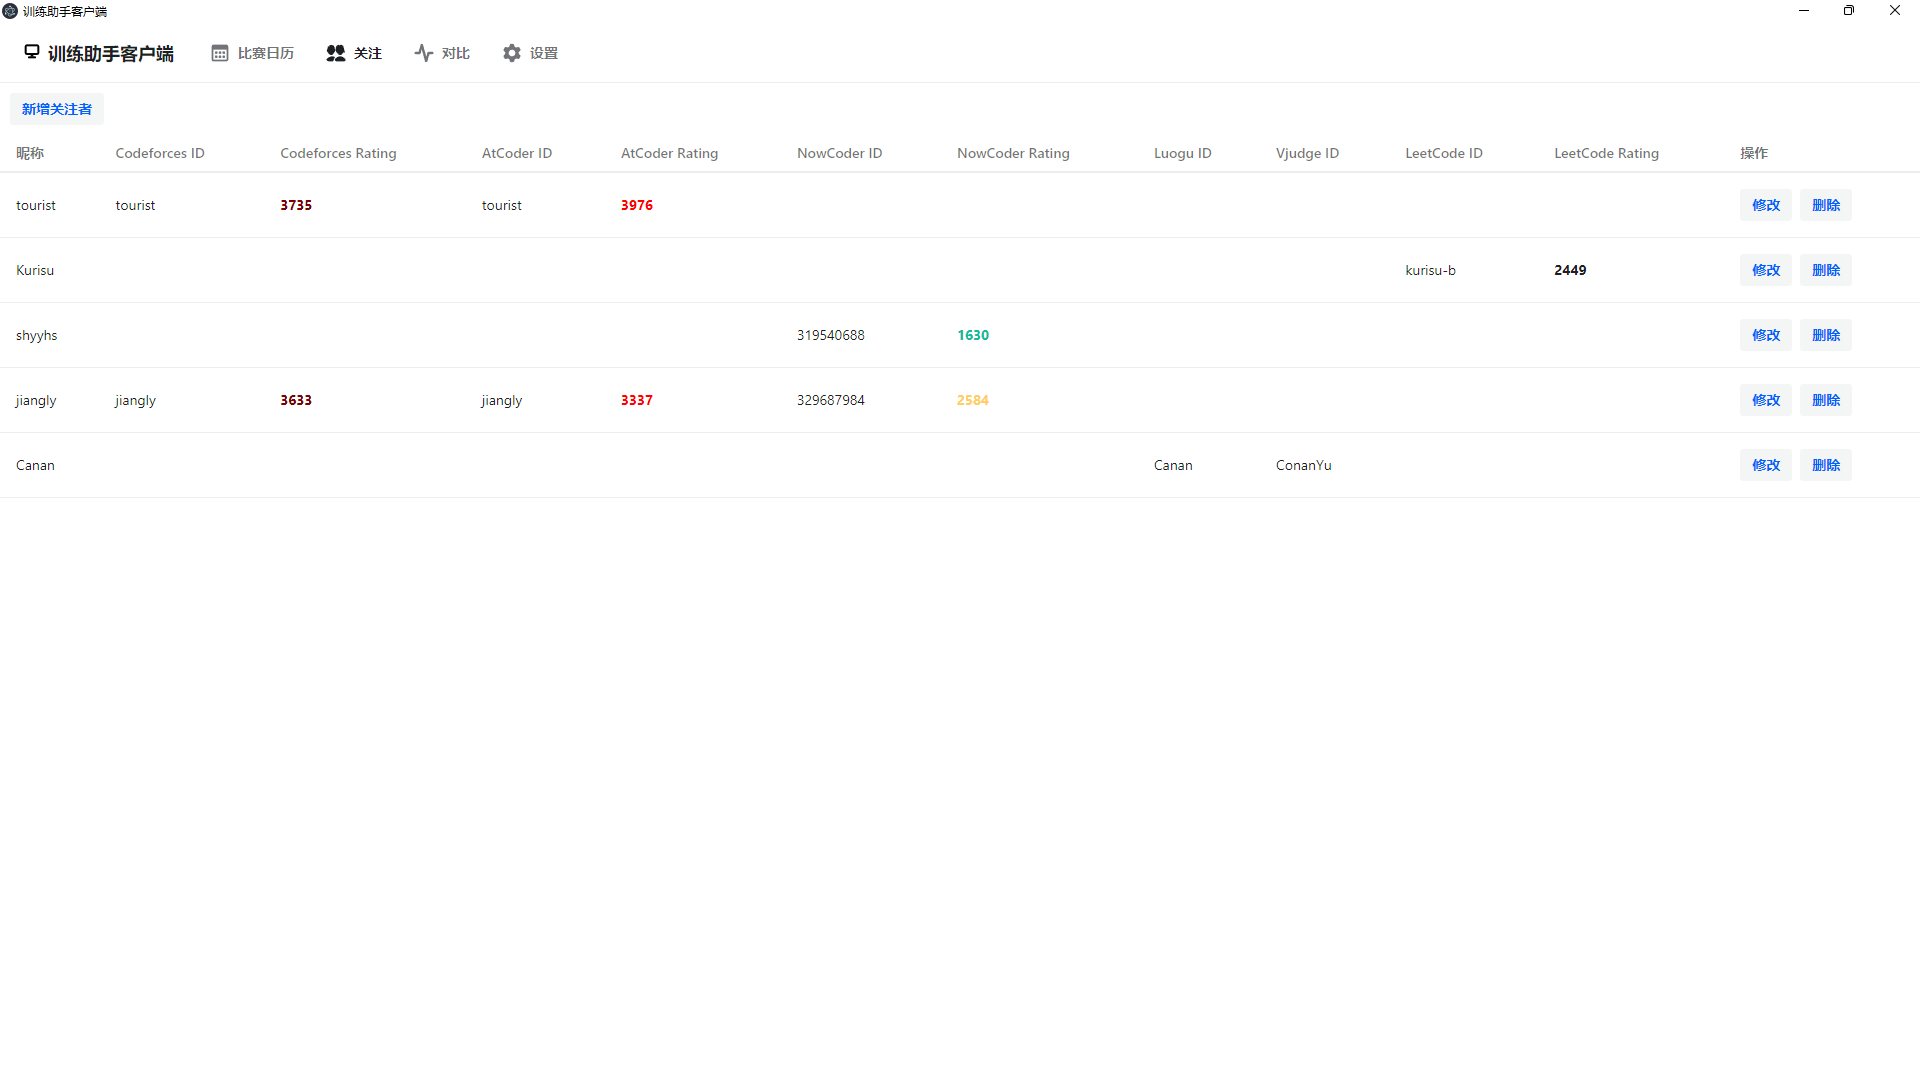 训练助手客户端
训练助手客户端 比赛日历 关注 对比 设置
新增关注者
昵称 Codeforces ID Codeforces Rating AtCoder ID AtCoder Rating NowCoder ID NowCoder Rating Luogu ID Vjudge ID LeetCode ID LeetCode Rating 操作
tourist tourist 3735 tourist 3976 修改 删除
Kurisu kurisu-b 2449 修改 删除
shyyhs 319540688 1630 修改 删除
jiangly jiangly 3633 jiangly 3337 329687984 2584 修改 删除
Canan Canan ConanYu 修改 删除